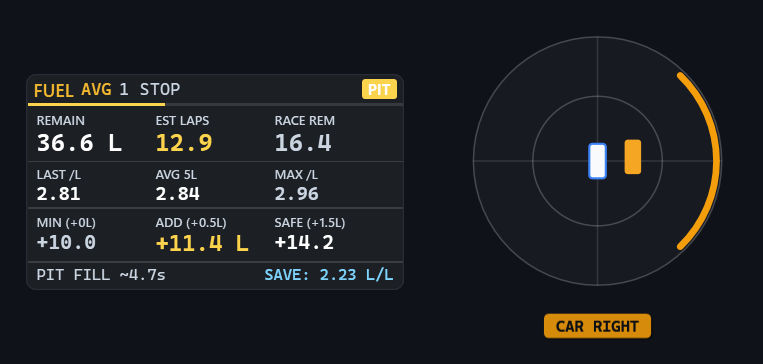 FUEL AVG 1 STOP PIT
REMAIN EST LAPS RACE REM
36.6 L 12.9 16.4
LAST /L AVG 5L MAX /L
2.81 2.84 2.96
MIN (+0L) ADD (+0.5L) SAFE (+1.5L)
+10.0 +11.4 L +14.2
PIT FILL ~4.7s SAVE: 2.23 L/L
CAR RIGHT